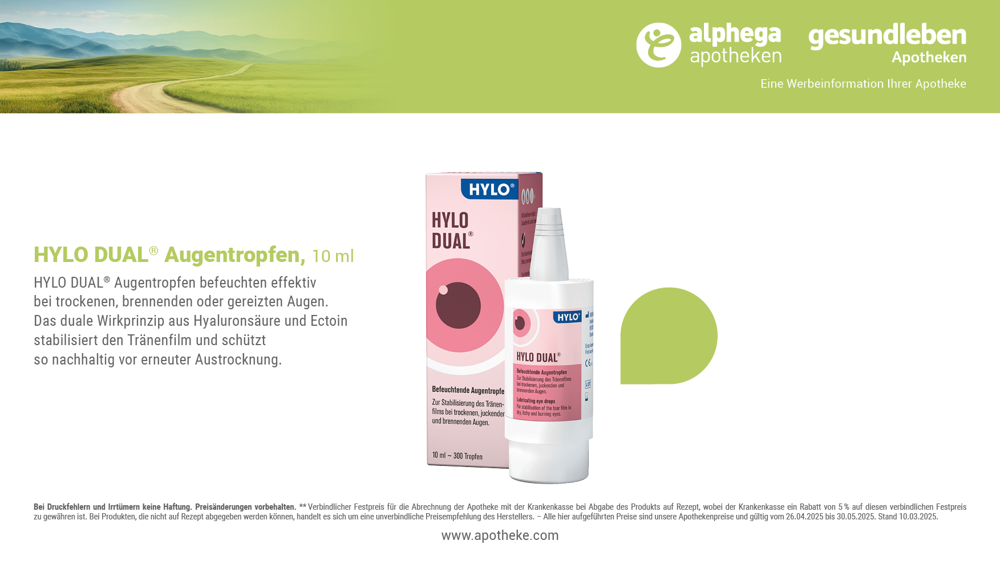 alphega
apotheken
gesundleben
Apotheken
Eine Werbeinformation Ihrer Apotheke
HYLO DUAL® Augentropfen, 10 ml
HYLO DUAL® Augentropfen befeuchten effektiv
bei trockenen, brennenden oder gereizten Augen.
Das duale Wirkprinzip aus Hyaluronsäure und Ectoin
stabilisiert den Tränenfilm und schützt
so nachhaltig vor erneuter Austrocknung.
HYLO®
HYLO
DUAL®
Befeuchtende Augentropfe
Zur Stabilisierung des Tränen-
films bei trockenen, juckenden
und brennenden Augen.
10 ml ~ 300 Tropfen
HYLO®
HYLO DUAL®
Befeuchtende Augentropfen
Zur Stabilisierung des Tränenfilms
bei trockenen, juckenden und
brennenden Augen.
Lubricating eye drops
For stabilisation of the tear film in
dry, itchy and burning eyes.
CE
LOT
Bei Druckfehlern und Irrtümern keine Haftung. Preisänderungen vorbehalten. ** Verbindlicher Festpreis für die Abrechnung der Apotheke mit der Krankenkasse bei Abgabe des Produkts auf Rezept, wobei der Krankenkasse ein Rabatt von 5 % auf diesen verbindlichen Festpreis
zu gewähren ist. Bei Produkten, die nicht auf Rezept abgegeben werden können, handelt es sich um eine unverbindliche Preisempfehlung des Herstellers. – Alle hier aufgeführten Preise sind unsere Apothekenpreise und gültig vom 26.04.2025 bis 30.05.2025. Stand 10.03.2025.
www.apotheke.com